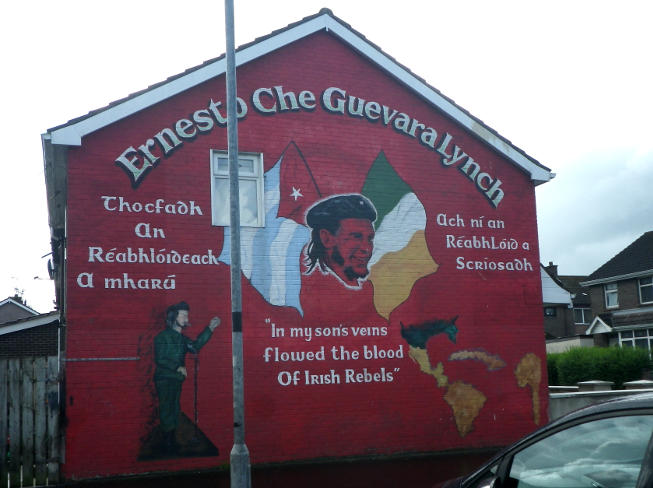 Ernesto Che Guevara Lynch
Thocfadh
An
Réabhlóideach
A mharú
Ach ní an
Réabhlóid a
Scriosadh
"In my son's veins
flowed the blood
Of Irish Rebels"